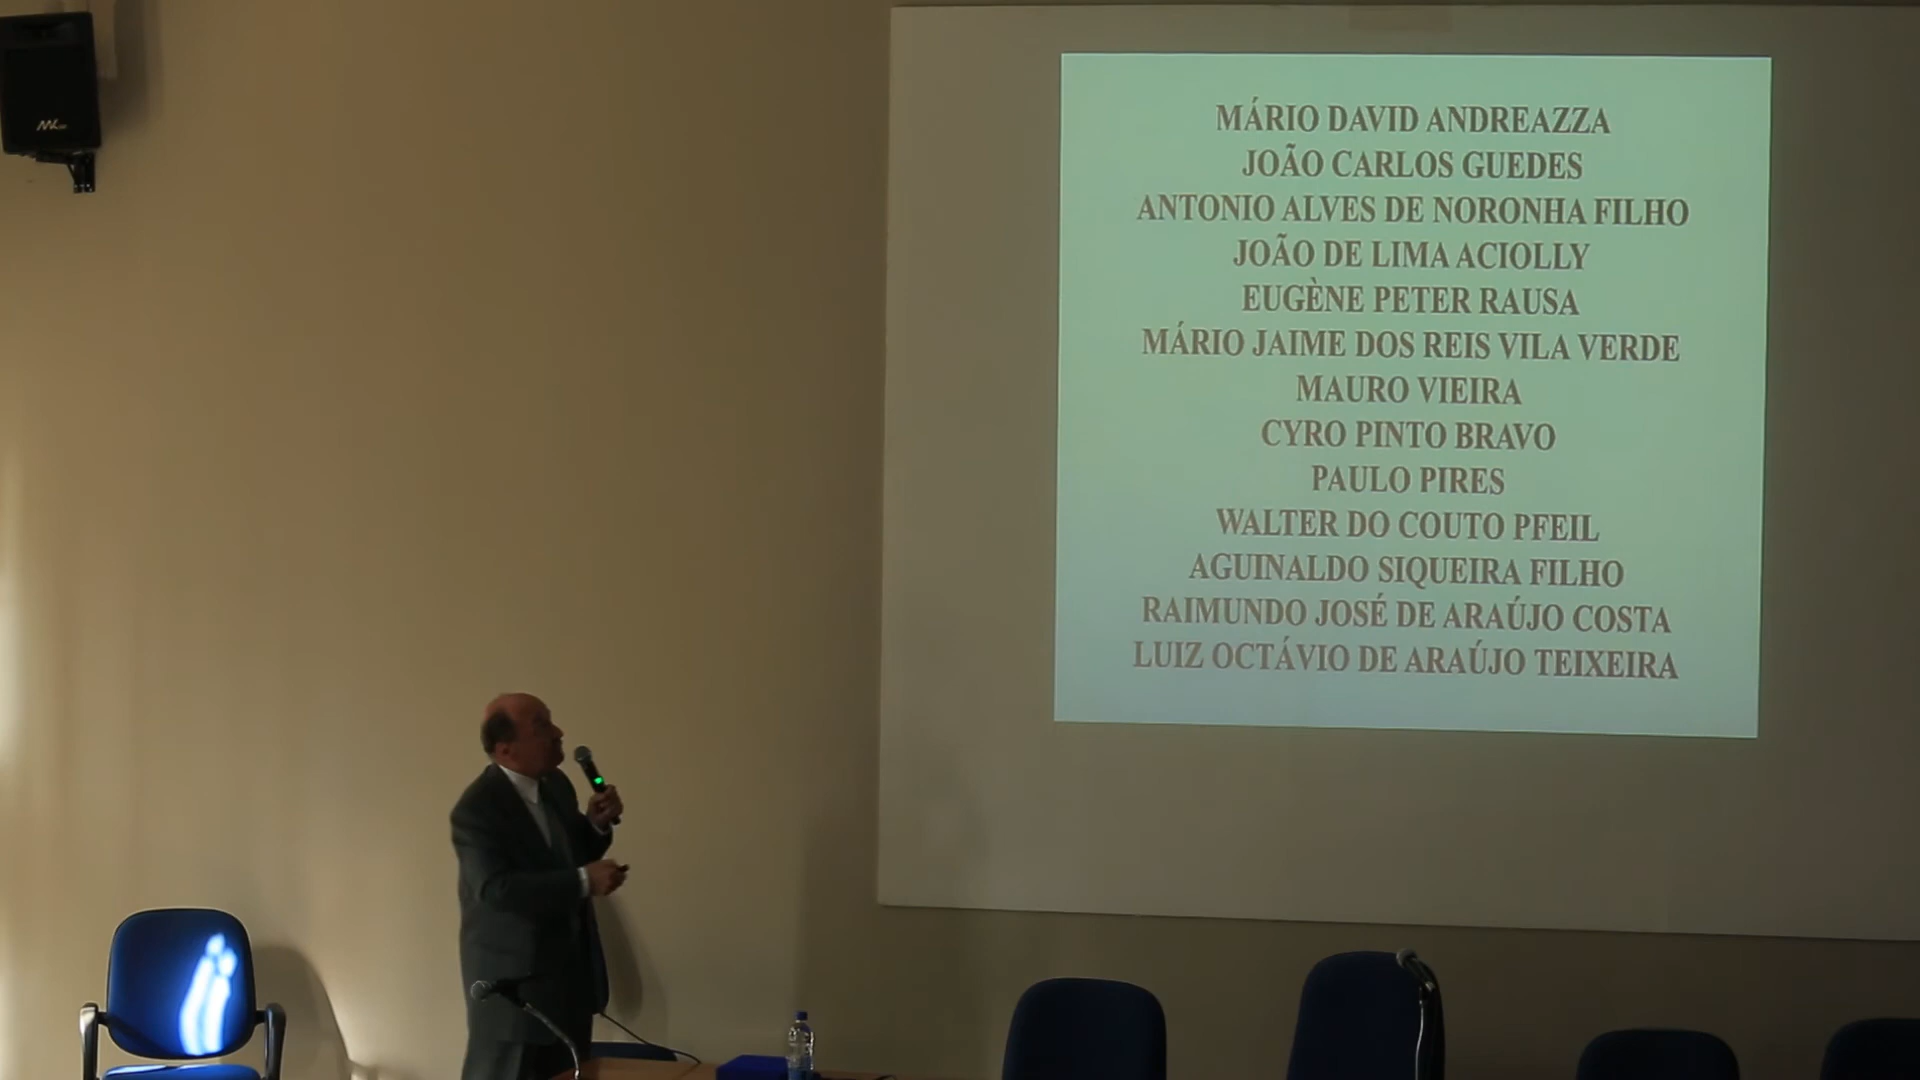 MÁRIO DAVID ANDREAZZA
JOÃO CARLOS GUEDES
ANTONIO ALVES DE NORONHA FILHO
JOÃO DE LIMA ACIOLLY
EUGÈNE PETER RAUSA
MÁRIO JAIME DOS REIS VILA VERDE
MAURO VIEIRA
CYRO PINTO BRAVO
PAULO PIRES
WALTER DO COUTO PFEIL
AGUINALDO SIQUEIRA FILHO
RAIMUNDO JOSÉ DE ARAÚJO COSTA
LUIZ OCTÁVIO DE ARAÚJO TEIXEIRA